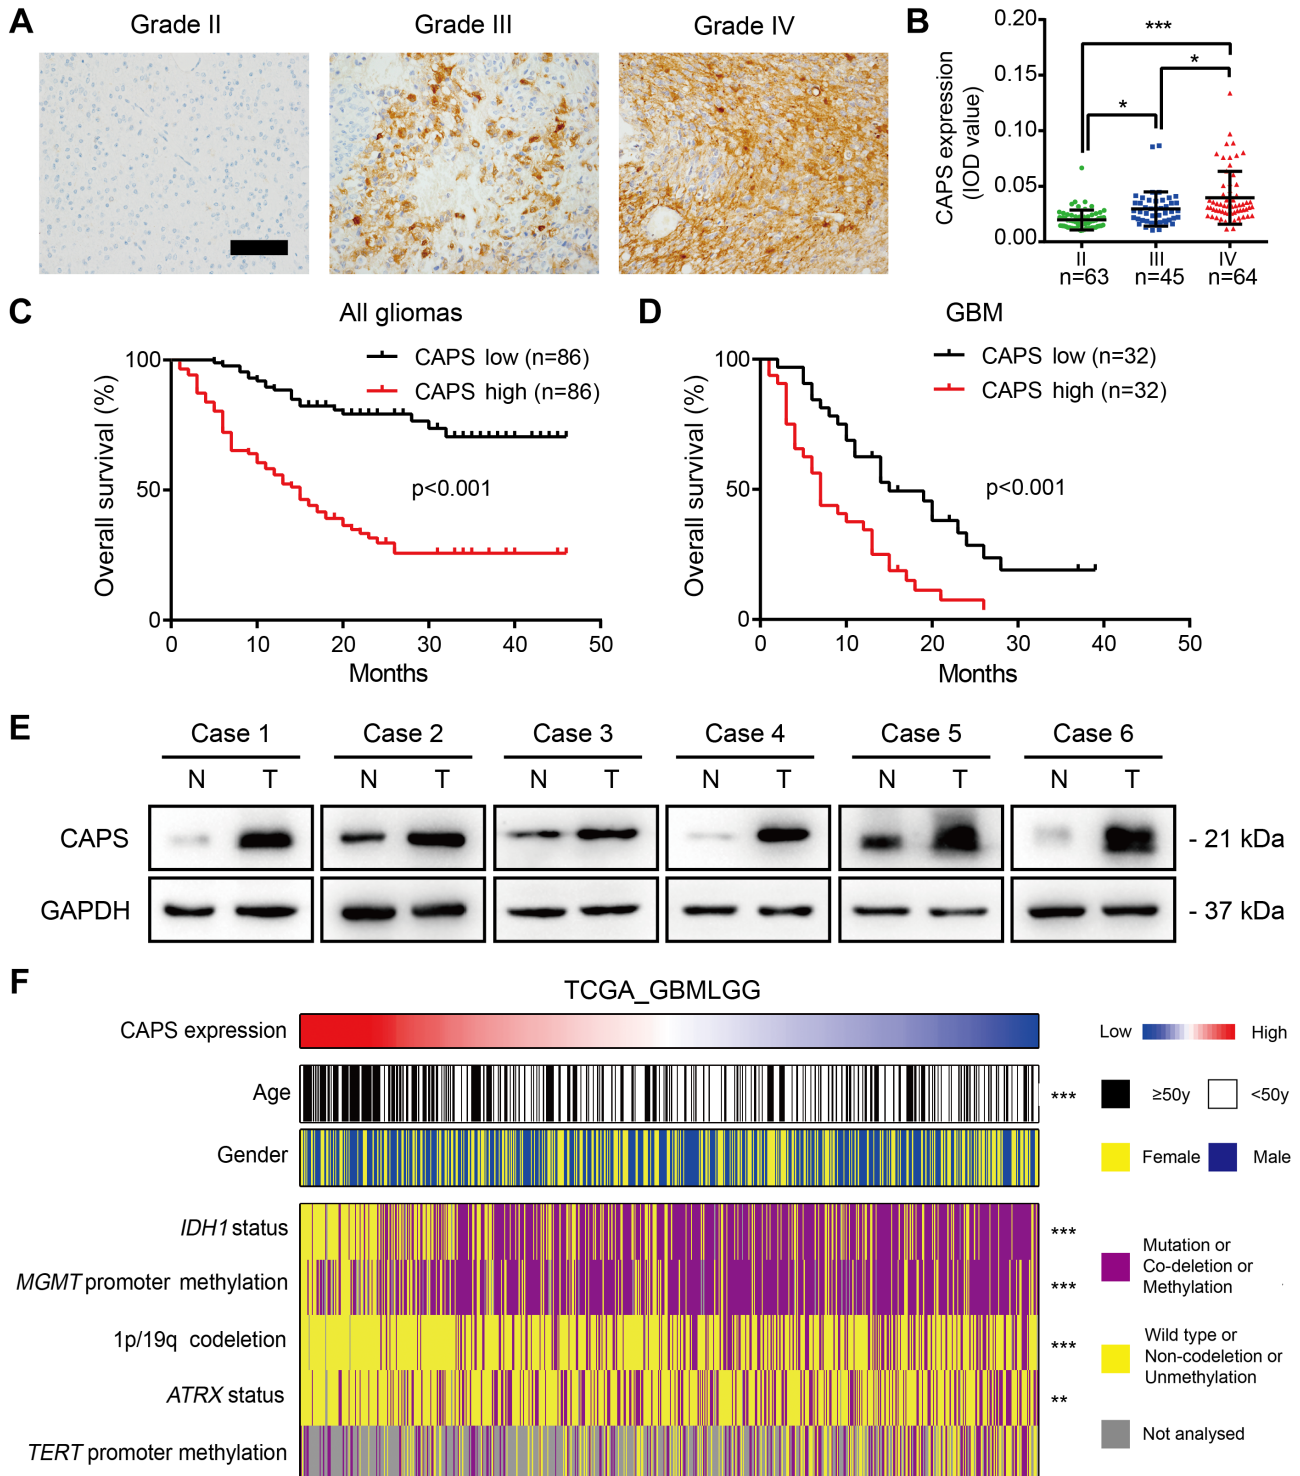 A
Grade II
Grade III
Grade IV
B
CAPS expression
(IOD value)
0.20
0.15
0.10
0.05
0.00
***
*
*
II
III
IV
n=63
n=45
n=64
C
All gliomas
CAPS low (n=86)
CAPS high (n=86)
Overall survival (%)
100
50
0
p<0.001
0
10
20
30
40
50
Months
D
GBM
CAPS low (n=32)
CAPS high (n=32)
Overall survival (%)
100
50
0
p<0.001
0
10
20
30
40
50
Months
E
Case 1
Case 2
Case 3
Case 4
Case 5
Case 6
N T
N T
N T
N T
N T
N T
CAPS
- 21 kDa
GAPDH
- 37 kDa
F
TCGA_GBMLGG
CAPS expression
Low
High
Age
***
≥50y
<50y
Gender
Female
Male
IDH1 status
***
MGMT promoter methylation
***
1p/19q codeletion
***
ATRX status
**
TERT promoter methylation
Mutation or
Co-deletion or
Methylation
Wild type or
Non-codeletion or
Unmethylation
Not analysed